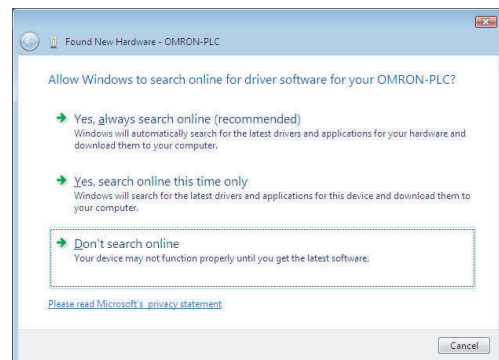 Found New Hardware - OMRON-PLC
Allow Windows to search online for driver software for your OMRON-PLC?
Yes, always search online (recommended)
Windows will automatically search for the latest drivers and applications for your hardware and
download them to your computer.
Yes, search online this time only
Windows will search for the latest drivers and applications for this device and download them to
your computer.
Don't search online
Your device may not function properly until you get the latest software.
Please read Microsoft's privacy statement
Cancel